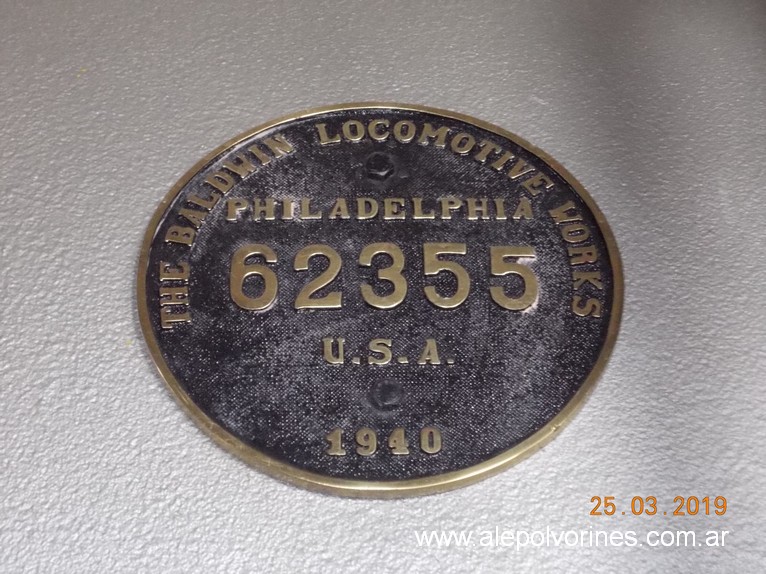 THE BALDWIN LOCOMOTIVE WORKS
PHILADELPHIA
62355
U.S.A.
1940
25.03.2019
www.alepolvorines.com.ar